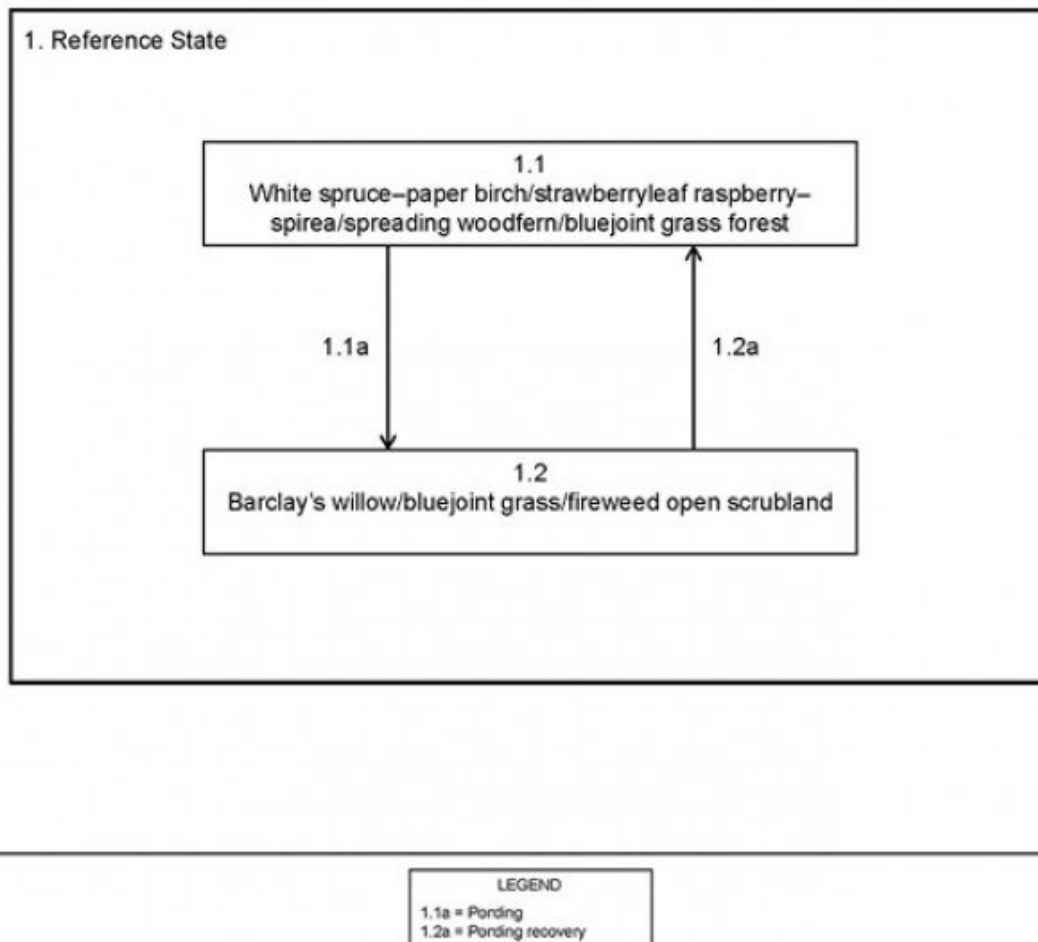 1. Reference State
1.1
White spruce–paper birch/strawberryleaf raspberry–
spirea/spreading woodfern/bluejoint grass forest
1.1a
1.2a
1.2
Barclay's willow/bluejoint grass/fireweed open scrubland
LEGEND
1.1a = Ponding
1.2a = Ponding recovery